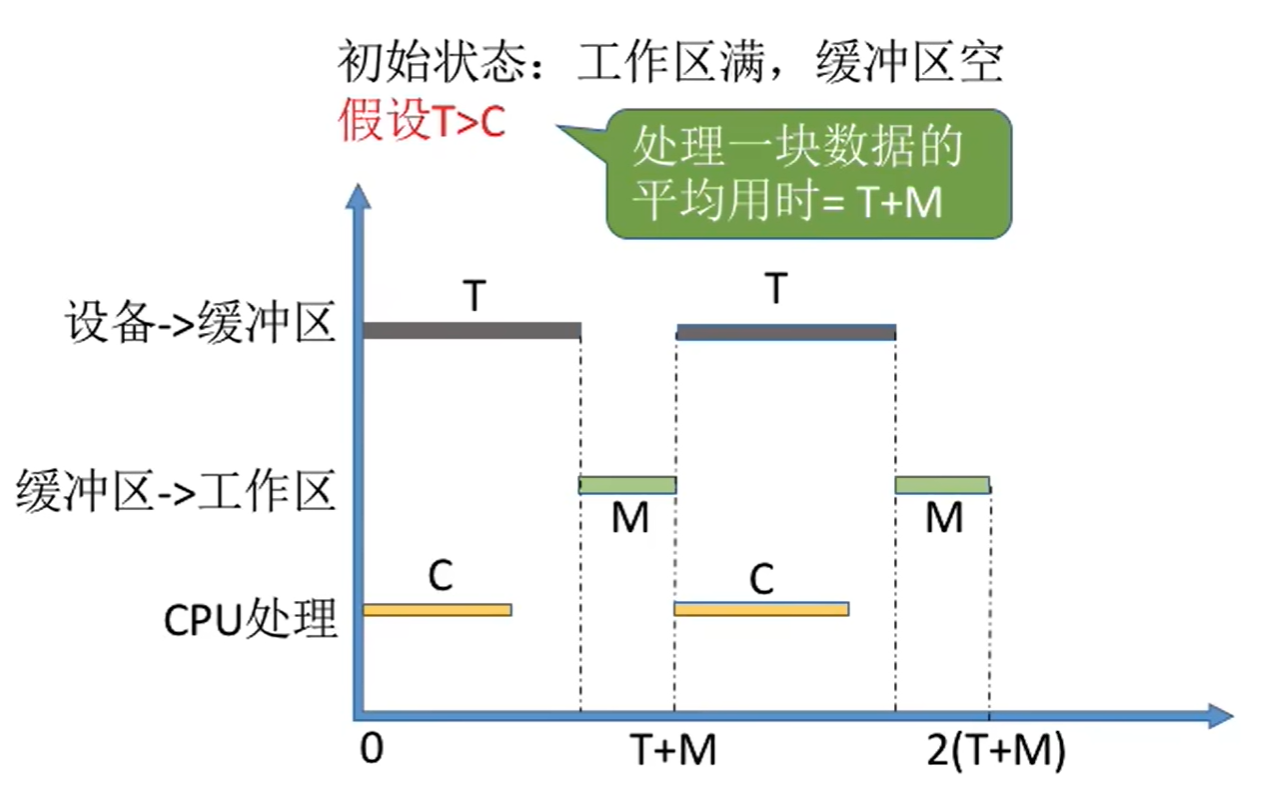 初始状态：工作区满，缓冲区空
假设T>C
处理一块数据的
平均用时= T+M
T
T
设备->缓冲区
缓冲区->工作区
M
M
C
C
CPU处理
0
T+M
2(T+M)